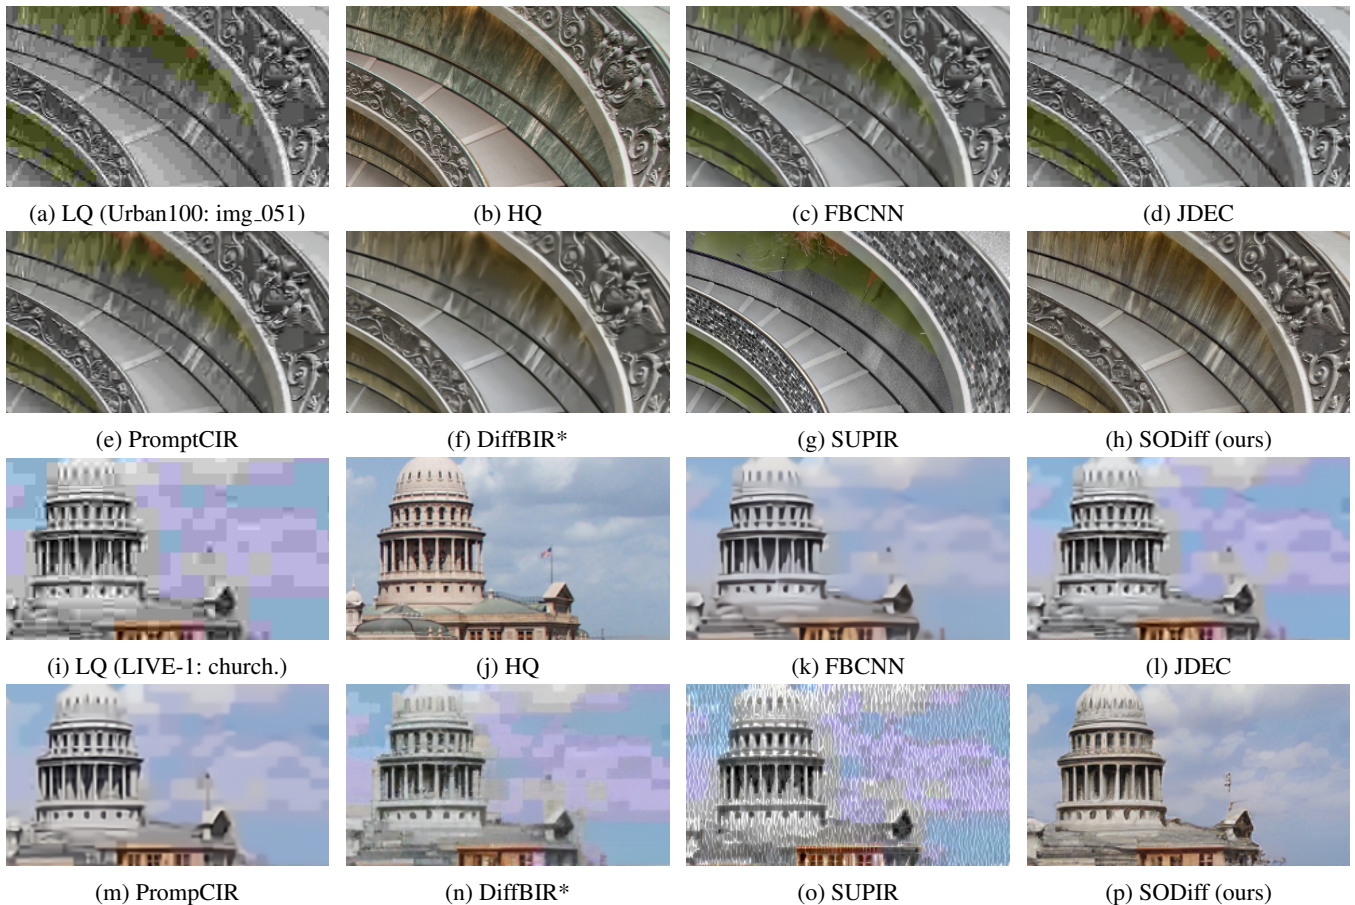 (a) LQ (Urban100: img_051) (b) HQ (c) FBCNN (d) JDEC
(e) PromptCIR (f) DiffBIR* (g) SUPIR (h) SODiff (ours)
(i) LQ (LIVE-1: church.) (j) HQ (k) FBCNN (l) JDEC
(m) PrompCIR (n) DiffBIR* (o) SUPIR (p) SODiff (ours)